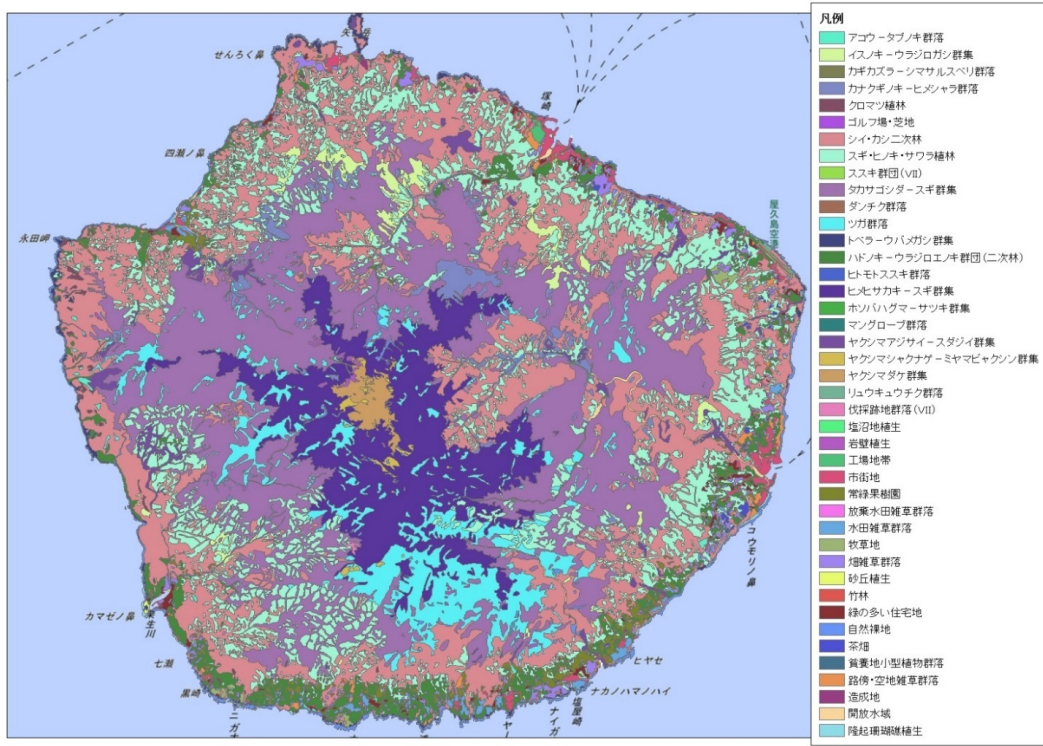 せんろく鼻
塚崎
四瀬ノ鼻
屋久島空港
永田岬
コウモリノ鼻
カマゼノ鼻
七瀬
黒崎
ヒヤセ
ナカノハマノハイ
塩屋崎
凡例
アコウ－タブノキ群落
イスノキ－ウラジロガシ群集
カギカズラ－シマサルスベリ群落
カナクギノキ－ヒメシャラ群落
クロマツ植林
ゴルフ場・芝地
シイ・カシ二次林
スギ・ヒノキ・サワラ植林
ススキ群団(VII)
タカサゴシダ－スギ群集
ダンチク群落
ツガ群落
トベラ－ウバメガシ群集
ハドノキ－ウラジロエノキ群団(二次林)
ヒトモトススキ群落
ヒメヒサカキ－スギ群集
ホソバハグマ－サツキ群集
マングローブ群落
ヤクシマアジサイ－スダジイ群集
ヤクシマシャクナゲ－ミヤマビャクシン群集
ヤクシマダケ群集
リュウキュウチク群落
伐採跡地群落(VII)
塩沼地植生
岩壁植生
工場地帯
市街地
常緑果樹園
放棄水田雑草群落
水田雑草群落
牧草地
畑雑草群落
砂丘植生
竹林
緑の多い住宅地
自然裸地
茶畑
貧養地小型植物群落
路傍・空地雑草群落
造成地
開放水域
隆起珊瑚礁植生